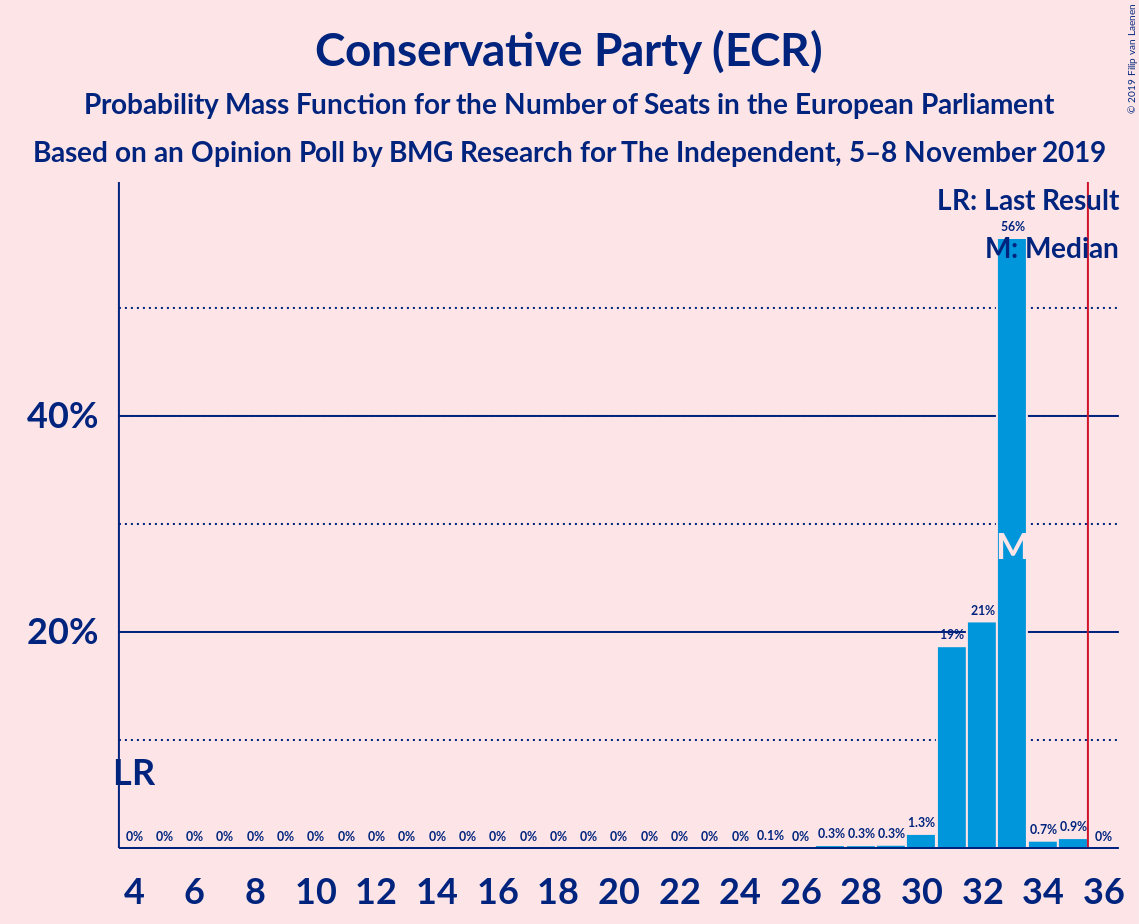 Conservative Party (ECR)
Probability Mass Function for the Number of Seats in the European Parliament
Based on an Opinion Poll by BMG Research for The Independent, 5–8 November 2019
© 2019 Filip van Laenen
LR: Last Result
M: Median
56%
40%
M
21%
20%
19%
LR
0% 0% 0% 0% 0% 0% 0% 0% 0% 0% 0% 0% 0% 0% 0% 0% 0% 0% 0% 0% 0% 0.1% 0% 0.3% 0.3% 0.3% 1.3% 0.7% 0.9% 0%
4 6 8 10 12 14 16 18 20 22 24 26 28 30 32 34 36